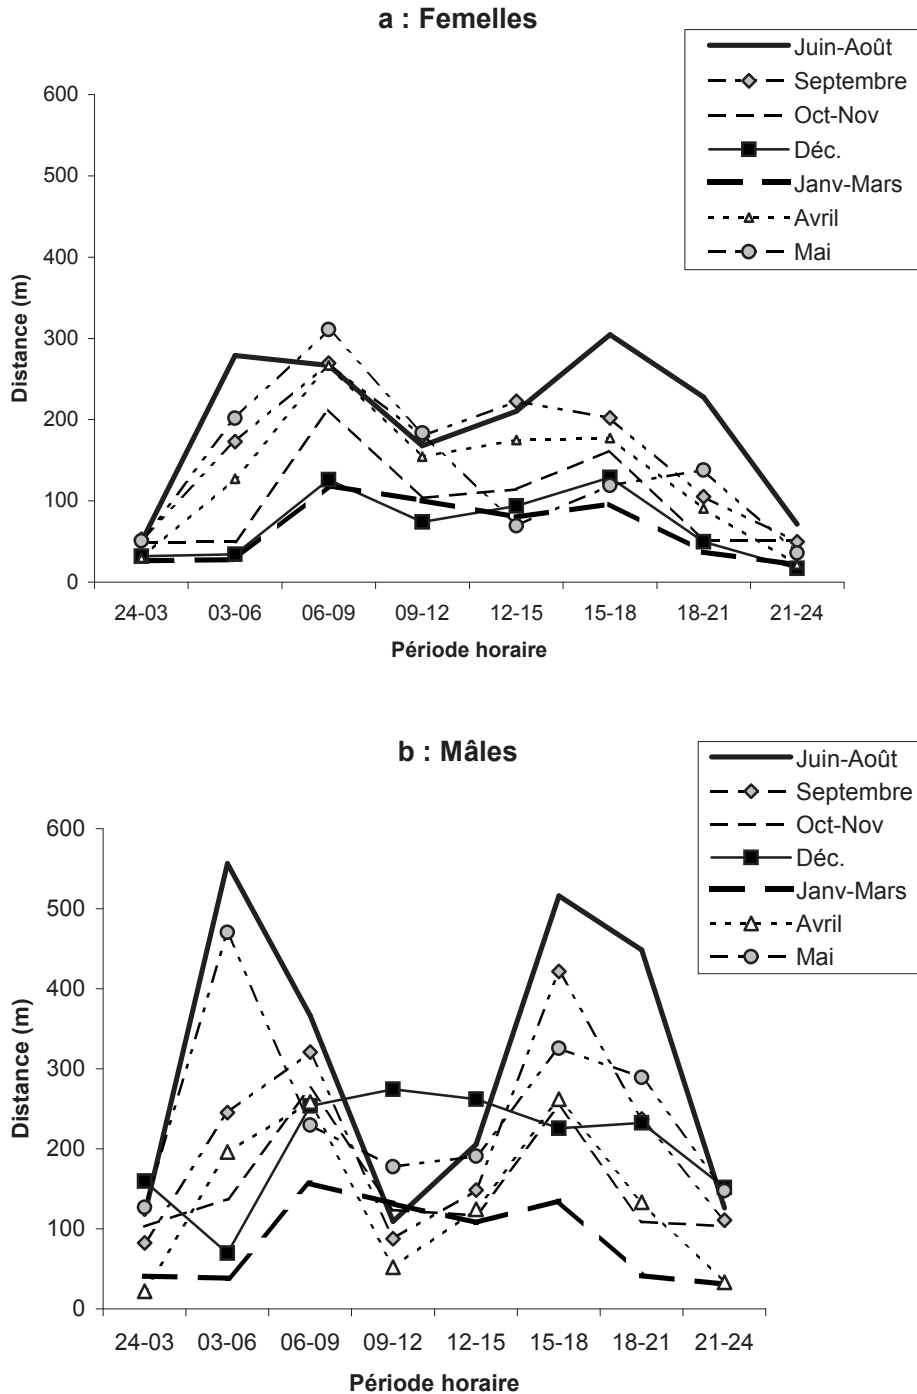 a : Femelles
Juin-Août
Septembre
Oct-Nov
Déc.
Janv-Mars
Avril
Mai
Distance (m)
600
500
400
300
200
100
0
24-03 03-06 06-09 09-12 12-15 15-18 18-21 21-24
Période horaire
b : Mâles
Juin-Août
Septembre
Oct-Nov
Déc.
Janv-Mars
Avril
Mai
Distance (m)
600
500
400
300
200
100
0
24-03 03-06 06-09 09-12 12-15 15-18 18-21 21-24
Période horaire